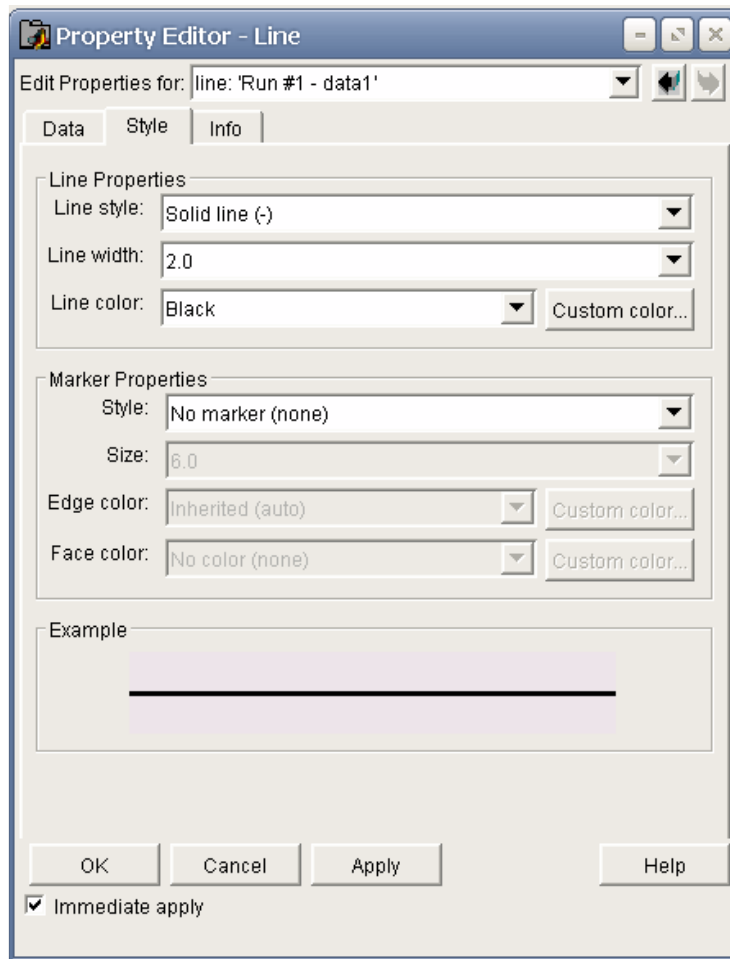 Property Editor - Line
Edit Properties for: line: 'Run #1 - data1'
Data Style Info
Line Properties
Line style: Solid line (-)
Line width: 2.0
Line color: Black Custom color...
Marker Properties
Style: No marker (none)
Size: 6.0
Edge color: Inherited (auto) Custom color...
Face color: No color (none) Custom color...
Example
OK Cancel Apply Help
Immediate apply